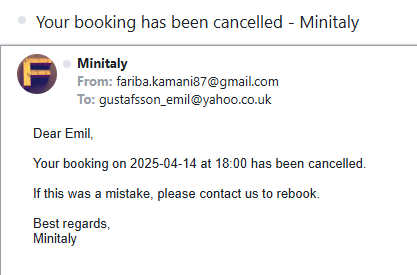 Your booking has been cancelled - Minitaly
F
Minitaly
From: fariba.kamani87@gmail.com
To: gustafsson_emil@yahoo.co.uk
Dear Emil,
Your booking on 2025-04-14 at 18:00 has been cancelled.
If this was a mistake, please contact us to rebook.
Best regards,
Minitaly